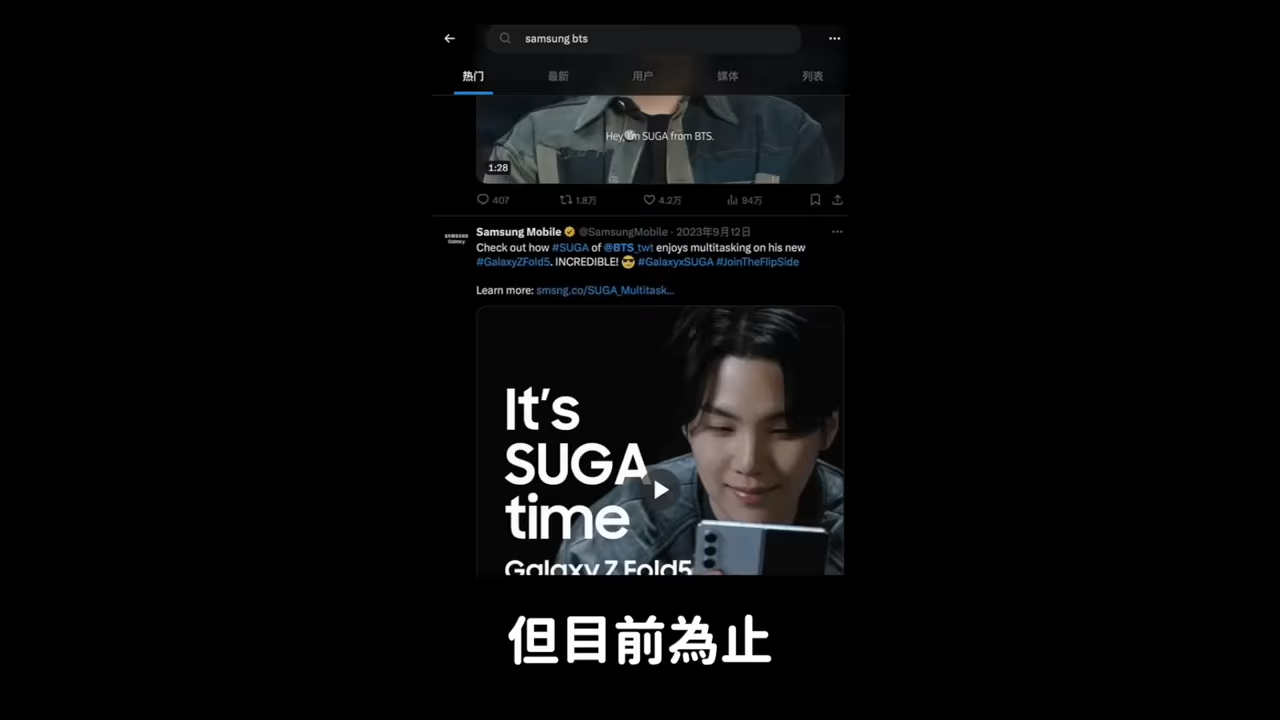 samsung bts
热门
最新
用户
媒体
列表
Hey, I'm SUGA from BTS.
1:28
407
1.8万
4.2万
94万
SAMSUNG
Galaxy
Samsung Mobile @SamsungMobile · 2023年9月12日
Check out how #SUGA of @BTS_twt enjoys multitasking on his new
#GalaxyZFold5. INCREDIBLE! 😎 #GalaxyxSUGA #JoinTheFlipSide
Learn more: smsng.co/SUGA_Multitask...
It's
SUGA
time
Galaxy Z Fold5
但目前為止